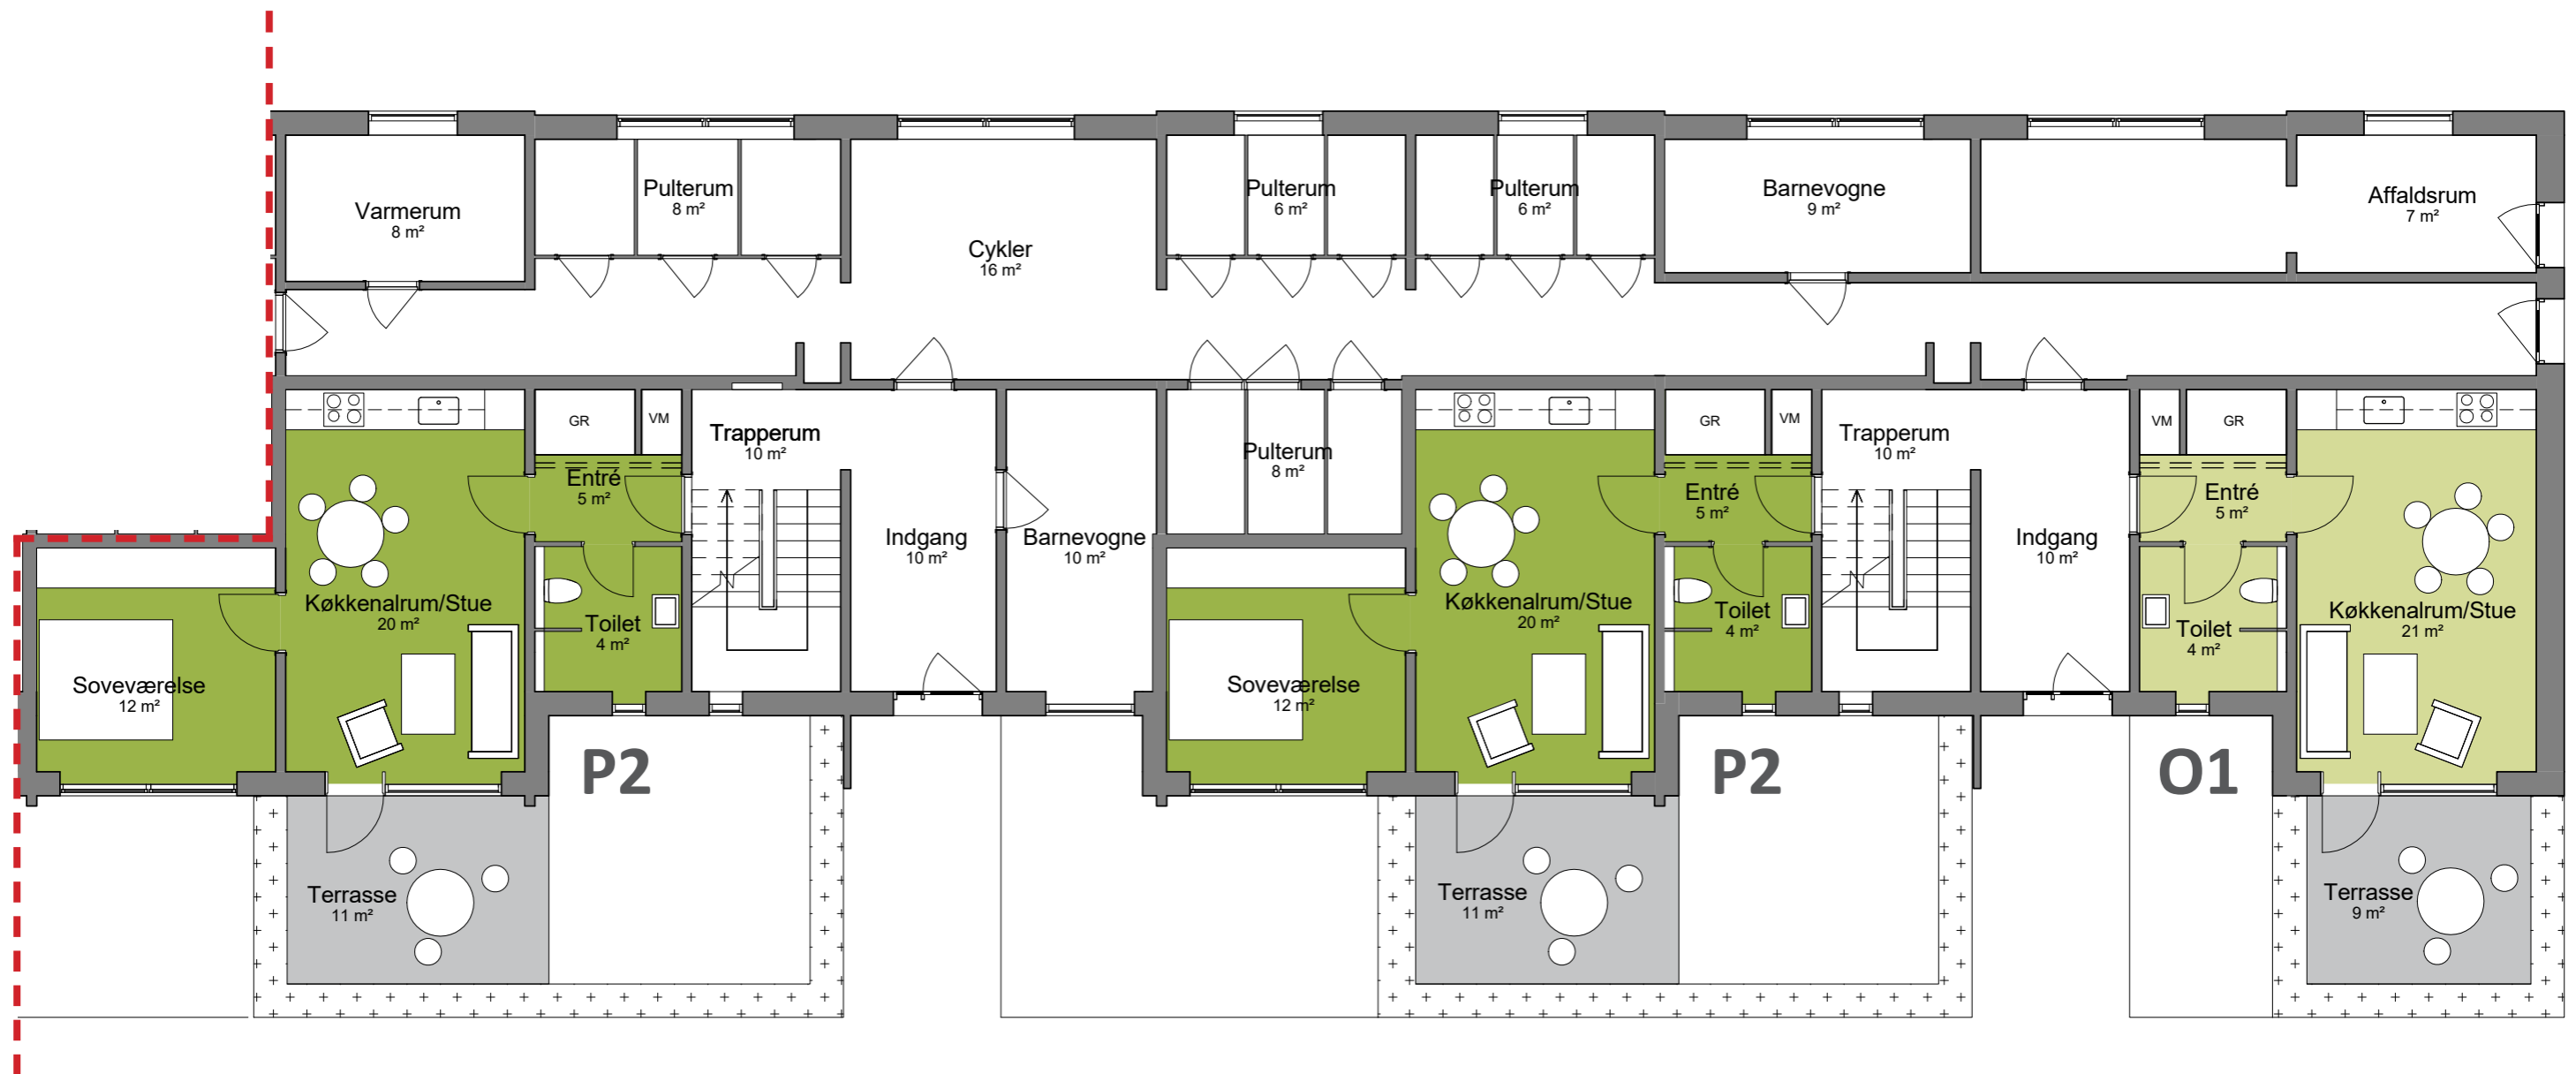 Varmerum
8 m²
Pulterum
8 m²
Cykler
16 m²
Pulterum
6 m²
Pulterum
6 m²
Barnevogne
9 m²
Affaldsrum
7 m²
GR
VM
Trapperum
10 m²
Entré
5 m²
Køkkenalrum/Stue
20 m²
Toilet
4 m²
Soveværelse
12 m²
Indgang
10 m²
Barnevogne
10 m²
P2
Terrasse
11 m²
Pulterum
8 m²
GR
VM
Trapperum
10 m²
Entré
5 m²
Køkkenalrum/Stue
20 m²
Toilet
4 m²
Soveværelse
12 m²
Indgang
10 m²
P2
Terrasse
11 m²
VM
GR
Entré
5 m²
Køkkenalrum/Stue
21 m²
Toilet
4 m²
O1
Terrasse
9 m²